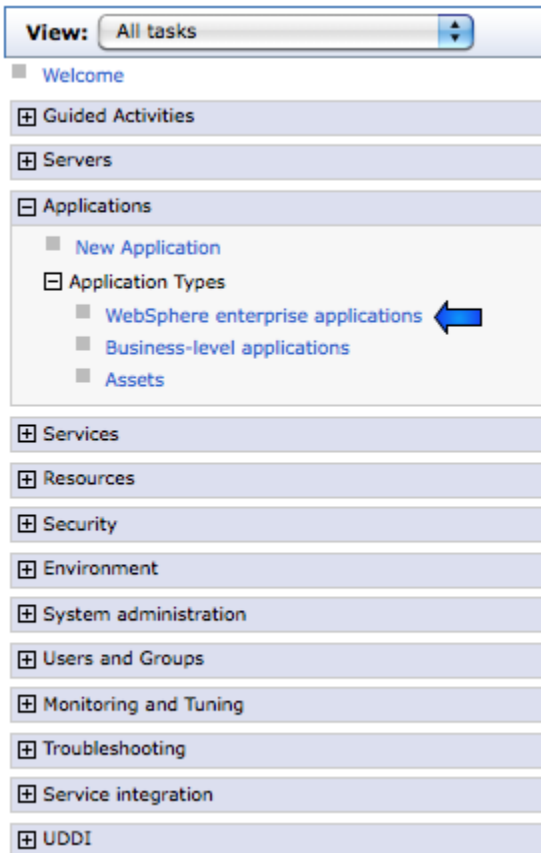 View: All tasks
Welcome
Guided Activities
Servers
Applications
New Application
Application Types
WebSphere enterprise applications
Business-level applications
Assets
Services
Resources
Security
Environment
System administration
Users and Groups
Monitoring and Tuning
Troubleshooting
Service integration
UDDI